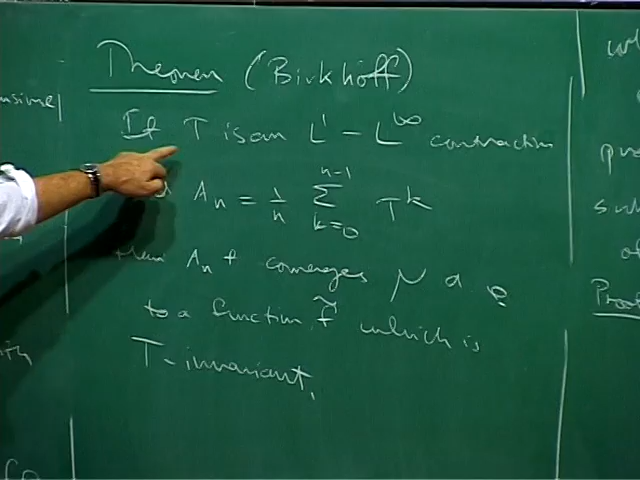 Theorem (Birkhoff)
If T is an L¹ - L^∞ contraction
Aₙ = 1/n ∑_{k=0}^{n-1} T^k
then Aₙ f converges μ a e
to a function f̃ which is
T-invariant.
Proof